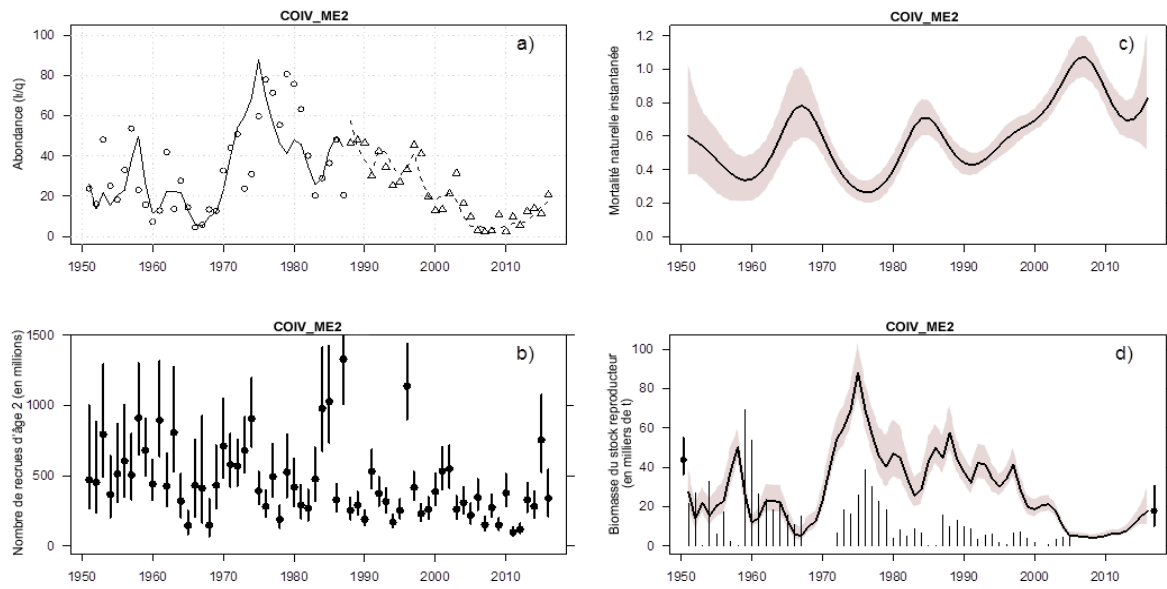 COIV_ME2
a)
Abondance (kt)
100
80
60
40
20
0
1950 1960 1970 1980 1990 2000 2010
COIV_ME2
c)
Mortalité naturelle instantanée
1.2
1.0
0.8
0.6
0.4
0.2
0.0
1950 1960 1970 1980 1990 2000 2010
COIV_ME2
b)
Nombre de recrues d'âge 2 (en millions)
1500
1000
500
0
1950 1960 1970 1980 1990 2000 2010
COIV_ME2
d)
Biomasse du stock reproducteur
(en milliers de t)
100
80
60
40
20
0
1950 1960 1970 1980 1990 2000 2010